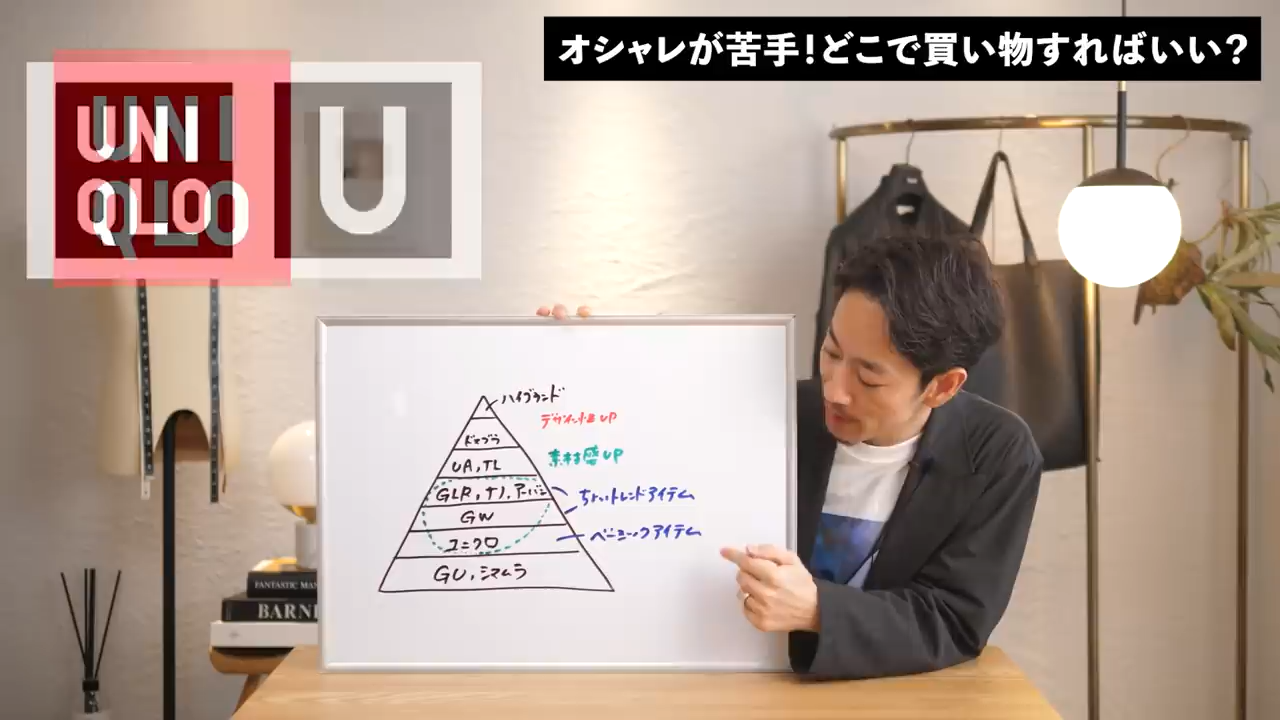 オシャレが苦手!どこで買い物すればいい?
UNI
QLO
U
ハイブランド
デザイン性UP
ドメブラ
素材感UP
UA,TL
GLR,ナノ,アーバン
ちょいトレンドアイテム
GW
ユニクロ
ベーシックアイテム
GU,シマムラ
FANTASTIC MAN
BARNE